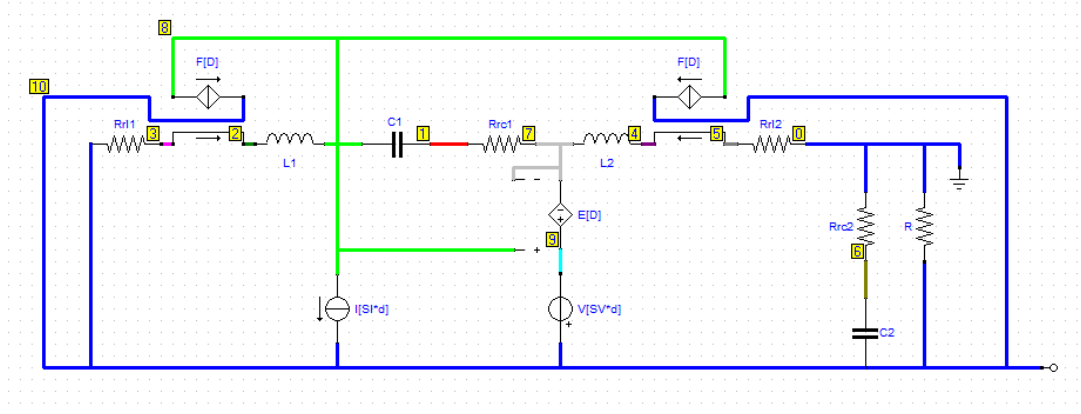 8
F[D]
F[D]
10
Rrl1
3
2
L1
C1
1
Rrc1
7
L2
4
5
Rrl2
0
- -
E[D]
Rrc2
R
9
6
- +
I[SI*d]
V[SV*d]
+
C2